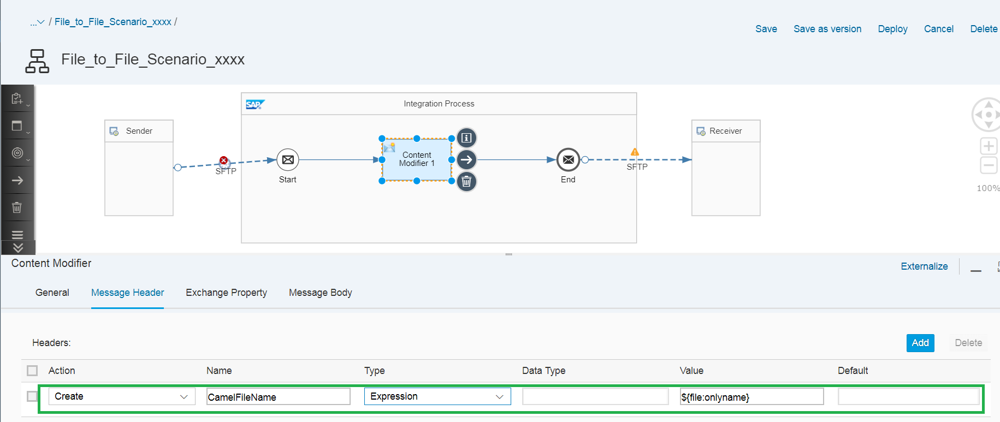 ... / File_to_File_Scenario_xxxx /
Save Save as version Deploy Cancel Delete
File_to_File_Scenario_xxxx
SAP Integration Process
Sender
Receiver
Content
Modifier 1
SFTP
SFTP
Start
End
100%
Content Modifier
Externalize
General Message Header Exchange Property Message Body
Headers:
Add Delete
Action Name Type Data Type Value Default
Create CamelFileName Expression ${file:onlyname}